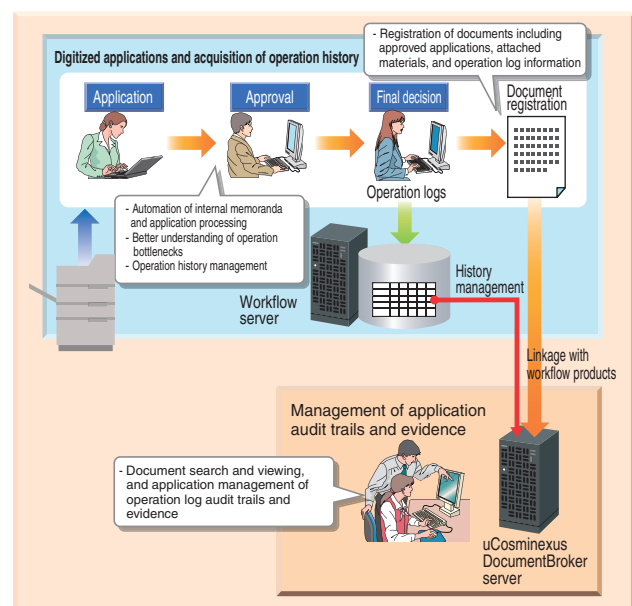 - Registration of documents including
approved applications, attached
materials, and operation log information
Digitized applications and acquisition of operation history
Application
Approval
Final decision
Document
registration
Operation logs
- Automation of internal memoranda
and application processing
- Better understanding of operation
bottlenecks
- Operation history management
Workflow
server
History
management
Linkage with
workflow products
Management of application
audit trails and evidence
- Document search and viewing,
and application management of
operation log audit trails and
evidence
uCosminexus
DocumentBroker
server